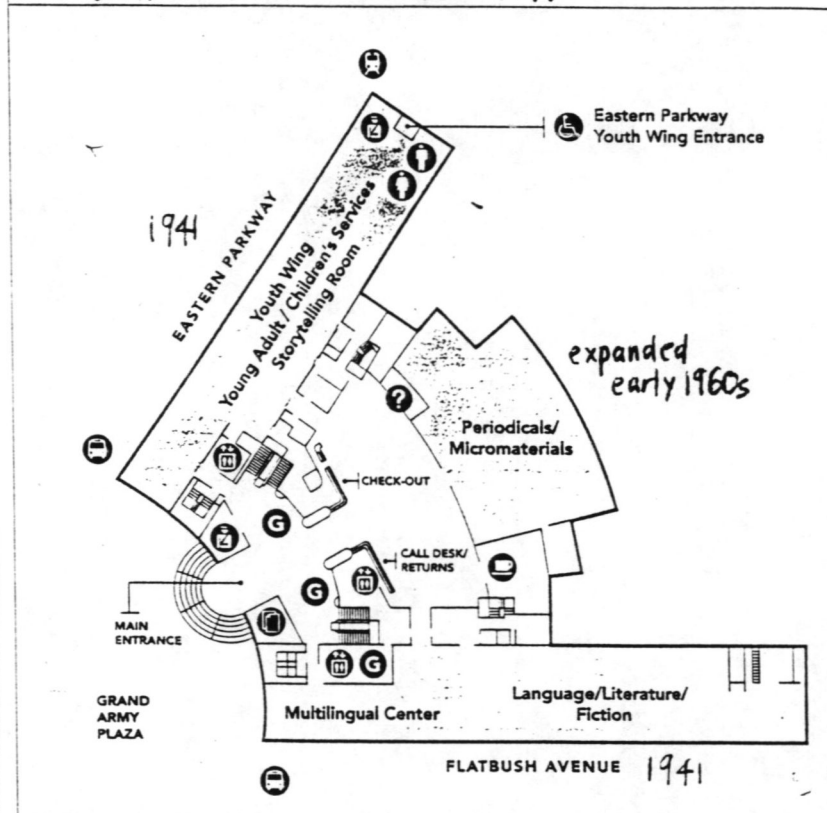 Eastern Parkway
Youth Wing Entrance
1941
EASTERN PARKWAY
Youth Wing
Young Adult / Children's Services
Storytelling Room
expanded
early 1960s
?
Periodicals/
Micromaterials
CHECK-OUT
G
CALL DESK/
RETURNS
G
MAIN
ENTRANCE
G
GRAND
ARMY
PLAZA
Multilingual Center
Language/Literature/
Fiction
FLATBUSH AVENUE
1941